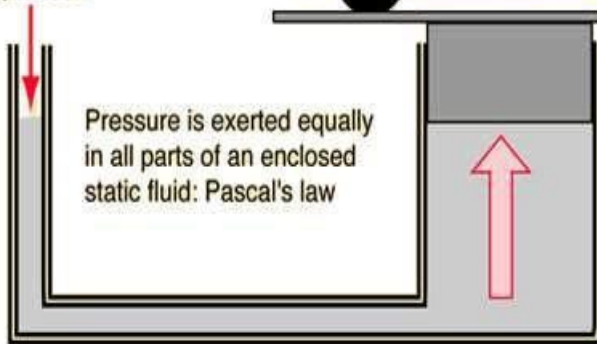 Pressure is exerted equally
in all parts of an enclosed
static fluid: Pascal's law